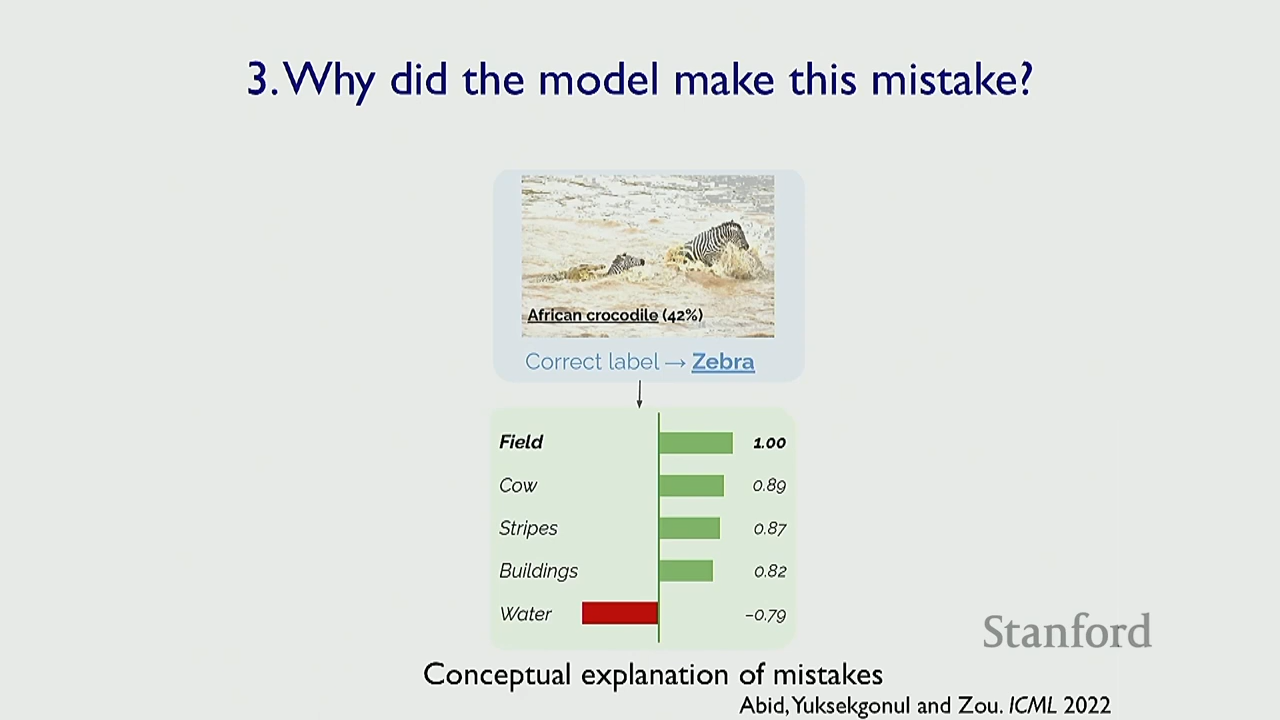 3. Why did the model make this mistake?
African crocodile (42%)
Correct label → Zebra
Field 1.00
Cow 0.89
Stripes 0.87
Buildings 0.82
Water −0.79
Stanford
Conceptual explanation of mistakes
Abid, Yuksekgonul and Zou. ICML 2022